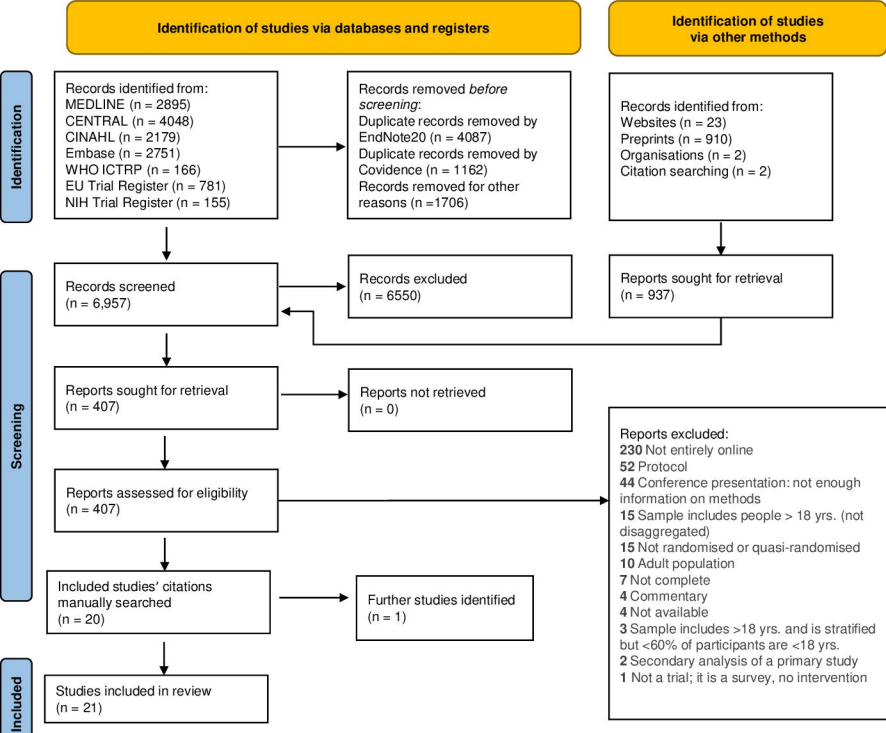 Identification of studies via databases and registers
Identification of studies
via other methods
Identification
Records identified from:
MEDLINE (n = 2895)
CENTRAL (n = 4048)
CINAHL (n = 2179)
Embase (n = 2751)
WHO ICTRP (n = 166)
EU Trial Register (n = 781)
NIH Trial Register (n = 155)
Records removed before
screening:
Duplicate records removed by
EndNote20 (n = 4087)
Duplicate records removed by
Covidence (n = 1162)
Records removed for other
reasons (n =1706)
Records identified from:
Websites (n = 23)
Preprints (n = 910)
Organisations (n = 2)
Citation searching (n = 2)
Screening
Records screened
(n = 6,957)
Records excluded
(n = 6550)
Reports sought for retrieval
(n = 937)
Reports sought for retrieval
(n = 407)
Reports not retrieved
(n = 0)
Reports assessed for eligibility
(n = 407)
Reports excluded:
230 Not entirely online
52 Protocol
44 Conference presentation: not enough
information on methods
15 Sample includes people > 18 yrs. (not
disaggregated)
15 Not randomised or quasi-randomised
10 Adult population
7 Not complete
4 Commentary
4 Not available
3 Sample includes >18 yrs. and is stratified
but <60% of participants are <18 yrs.
2 Secondary analysis of a primary study
1 Not a trial; it is a survey, no intervention
Included studies' citations
manually searched
(n = 20)
Further studies identified
(n = 1)
Included
Studies included in review
(n = 21)